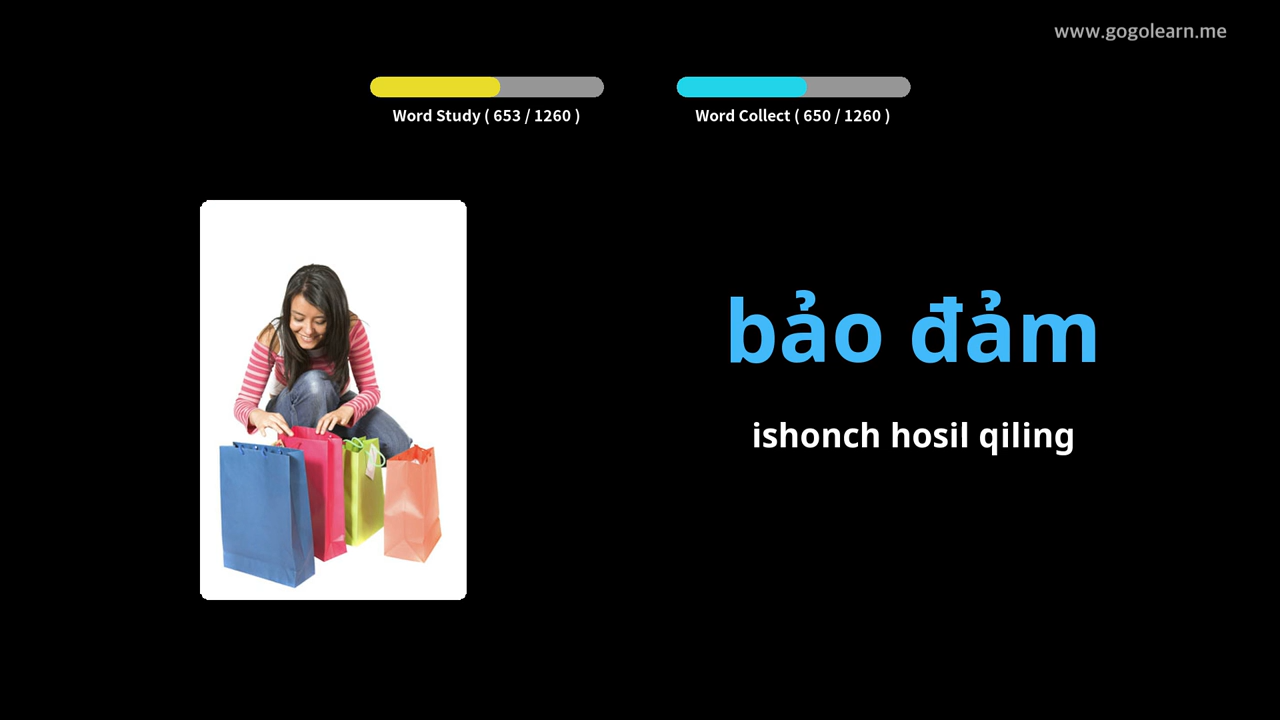 www.gogolearn.me
Word Study ( 653 / 1260 )
Word Collect ( 650 / 1260 )
bảo đảm
ishonch hosil qiling